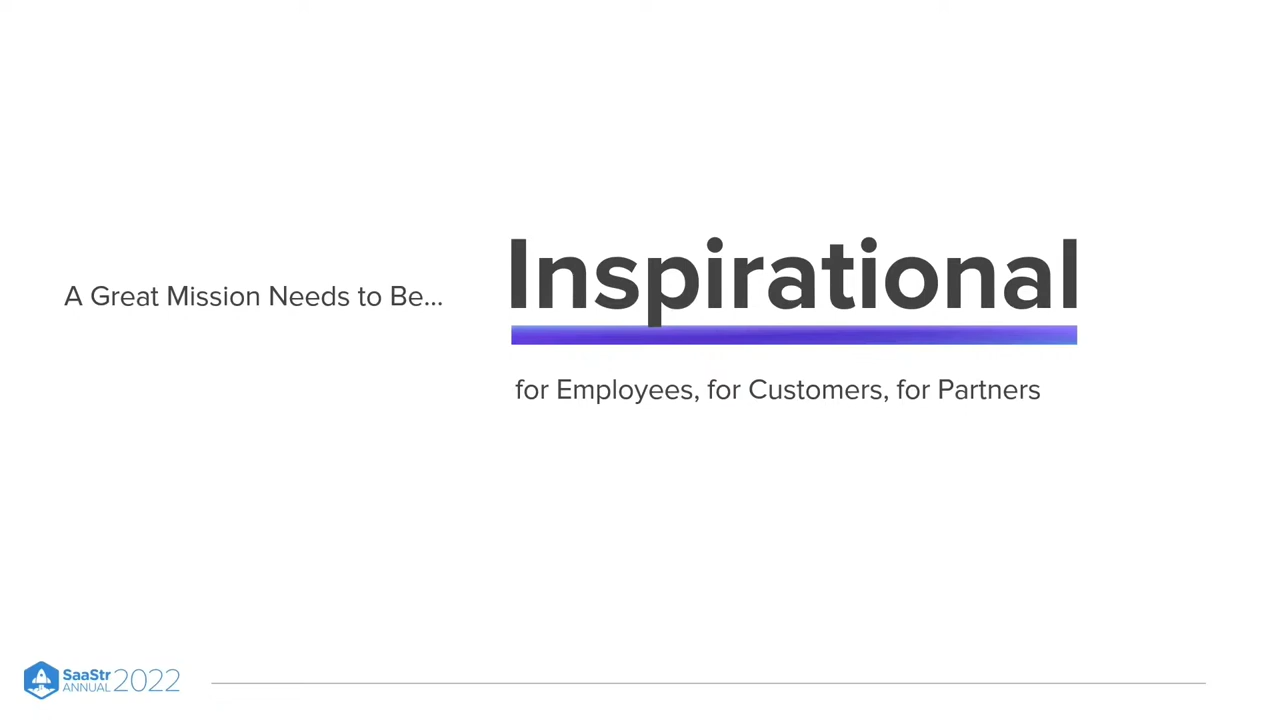 A Great Mission Needs to Be...
Inspirational
for Employees, for Customers, for Partners
SaaStr
ANNUAL 2022